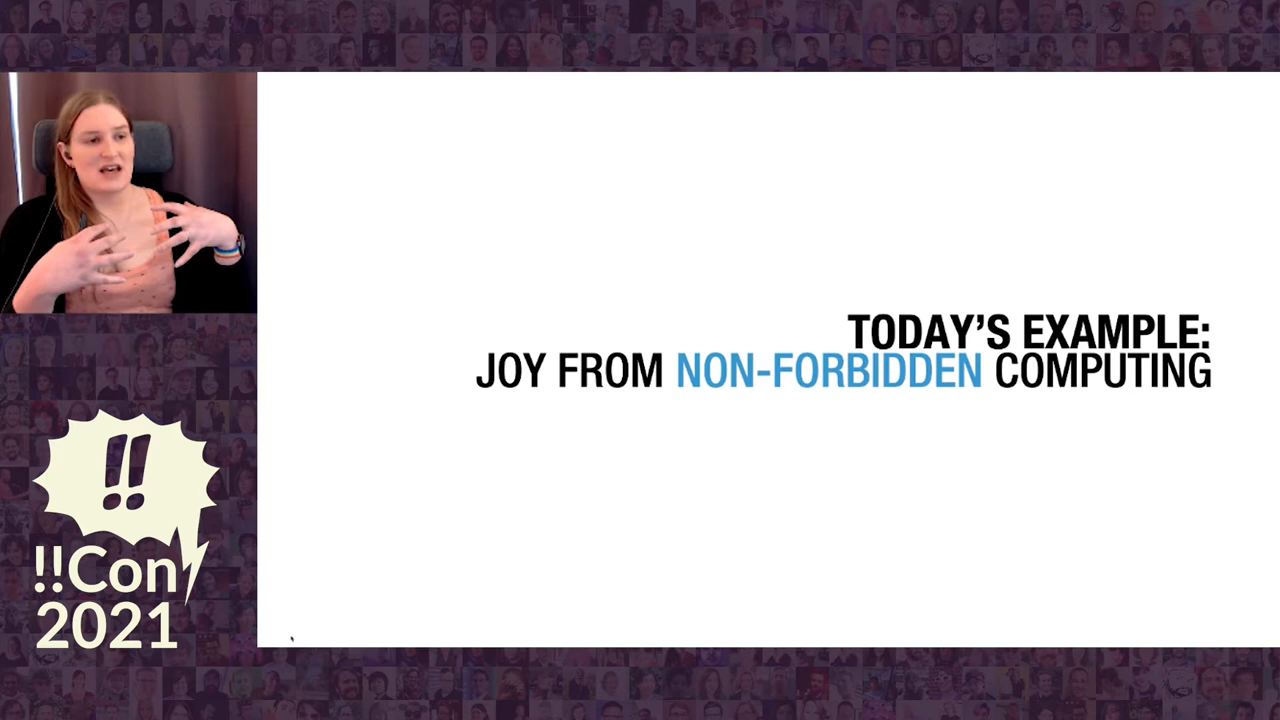 TODAY'S EXAMPLE:
JOY FROM NON-FORBIDDEN COMPUTING
!!
!!Con
2021